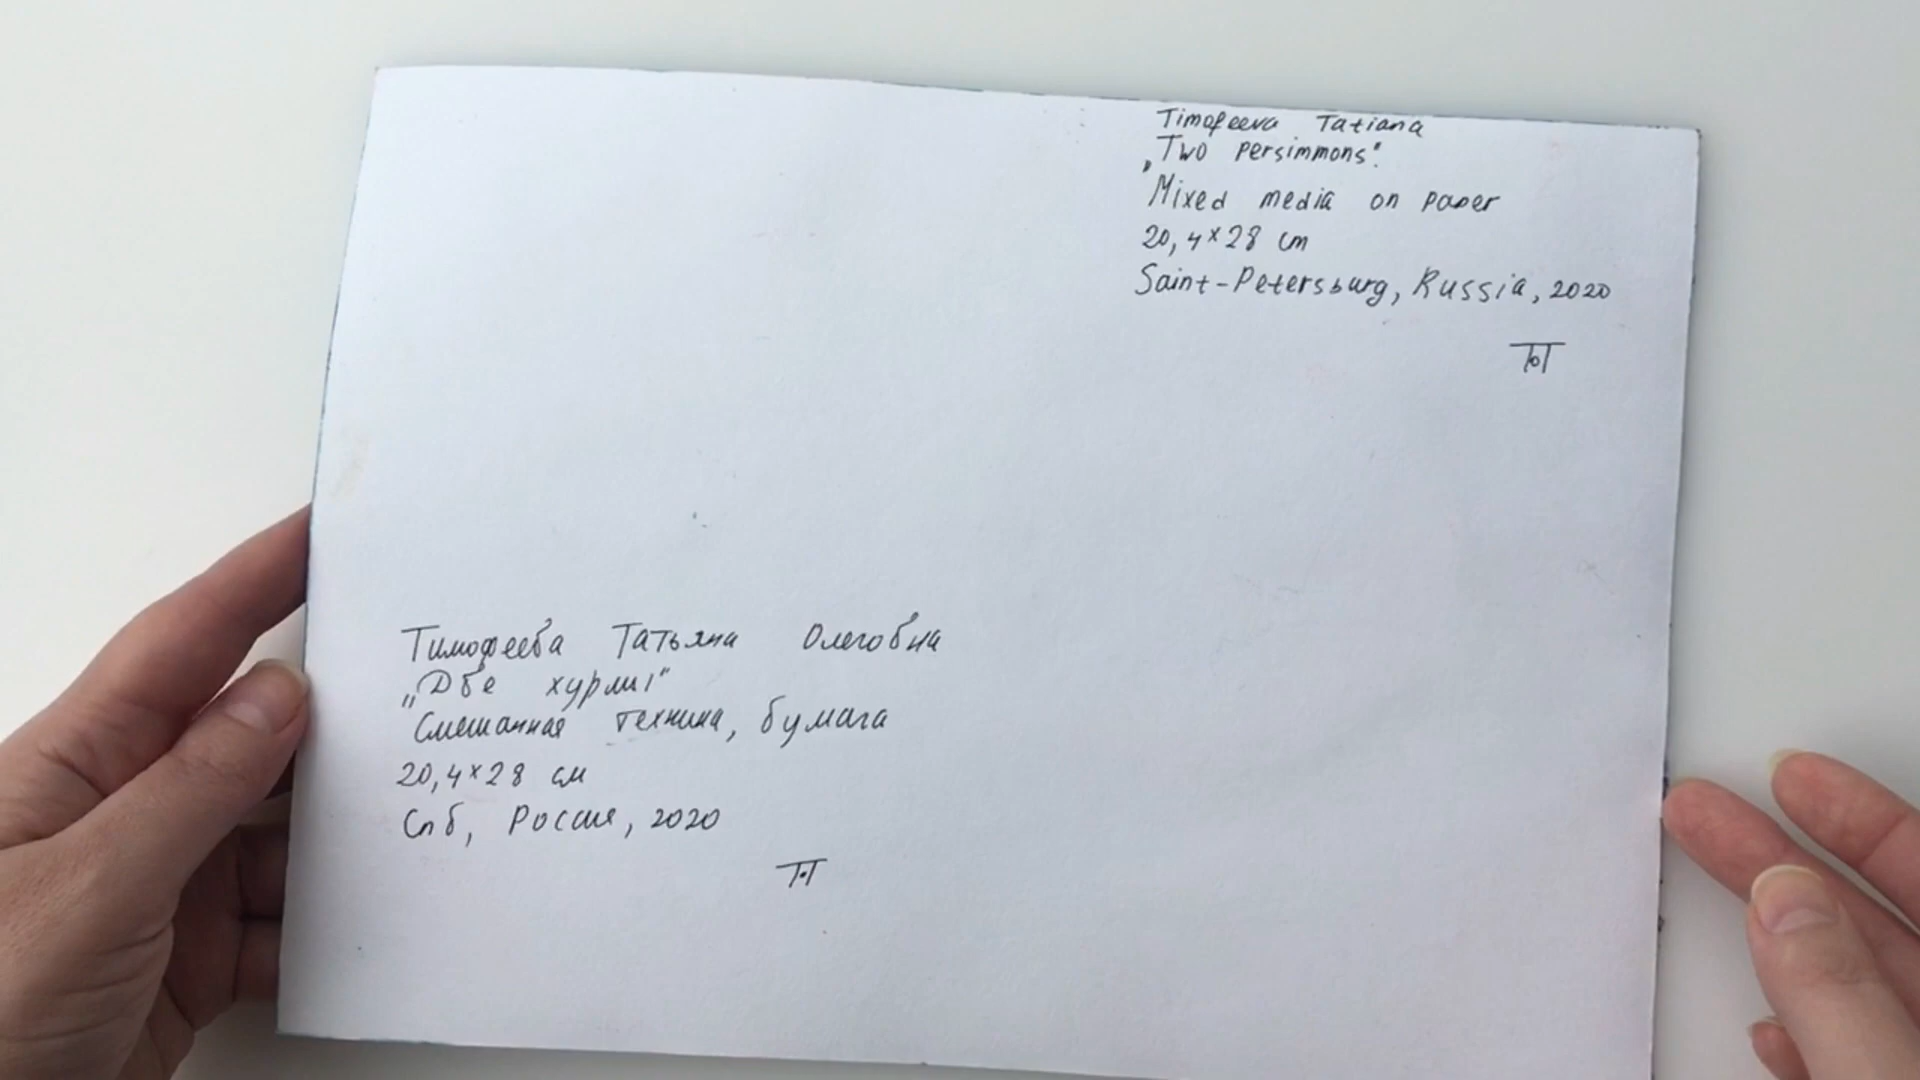 Timofeeva Tatiana
„Two persimmons"
Mixed media on paper
20,4×28 cm
Saint-Petersburg, Russia, 2020
ТОТ
Тимофеева Татьяна Олеговна
„Две хурмы"
Смешанная техника, бумага
20,4×28 см
Спб, Россия, 2020